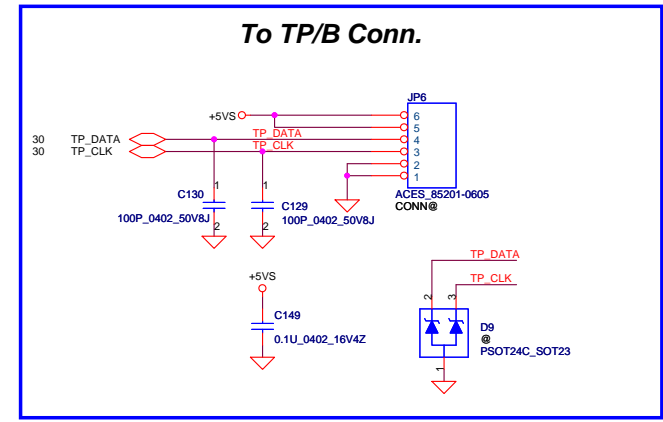 To TP/B Conn.
JP6
+5VS
6
5
30 TP_DATA TP_DATA 4
30 TP_CLK TP_CLK 3
2
1
1 1
C130 C129
100P_0402_50V8J 100P_0402_50V8J
2 2
ACES_85201-0605
CONN@
+5VS
C149
0.1U_0402_16V4Z
TP_DATA
TP_CLK
2 3
D9
@
PSOT24C_SOT23
1